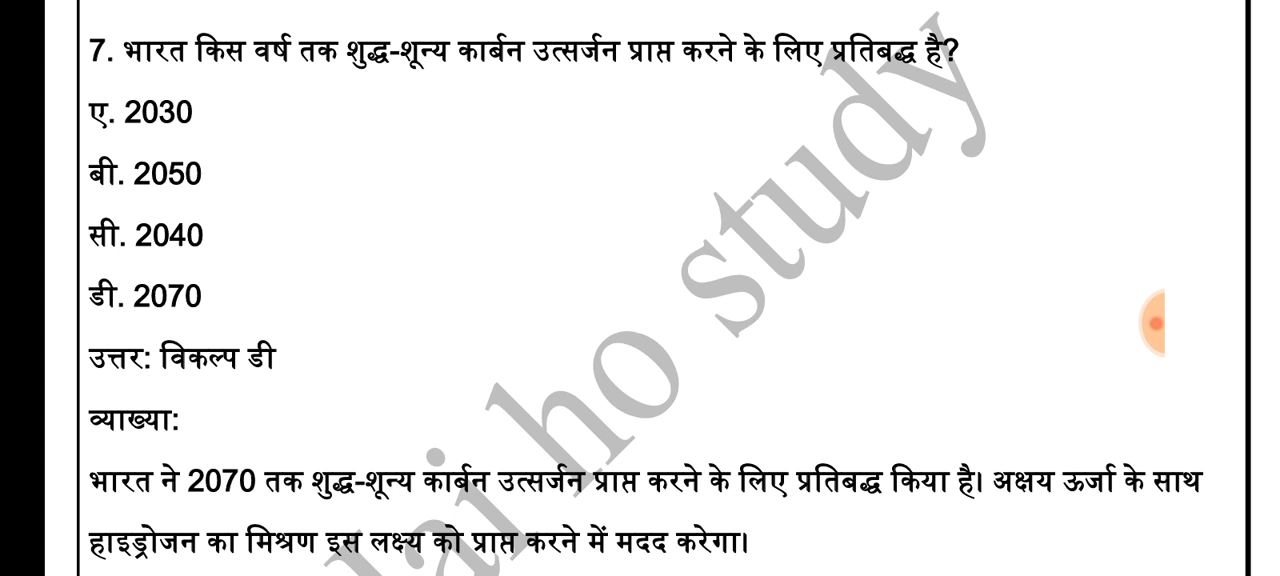 7. भारत किस वर्ष तक शुद्ध-शून्य कार्बन उत्सर्जन प्राप्त करने के लिए प्रतिबद्ध है?
ए. 2030
बी. 2050
सी. 2040
डी. 2070
उत्तर: विकल्प डी
व्याख्या:
भारत ने 2070 तक शुद्ध-शून्य कार्बन उत्सर्जन प्राप्त करने के लिए प्रतिबद्ध किया है। अक्षय ऊर्जा के साथ
हाइड्रोजन का मिश्रण इस लक्ष्य को प्राप्त करने में मदद करेगा।
ho study